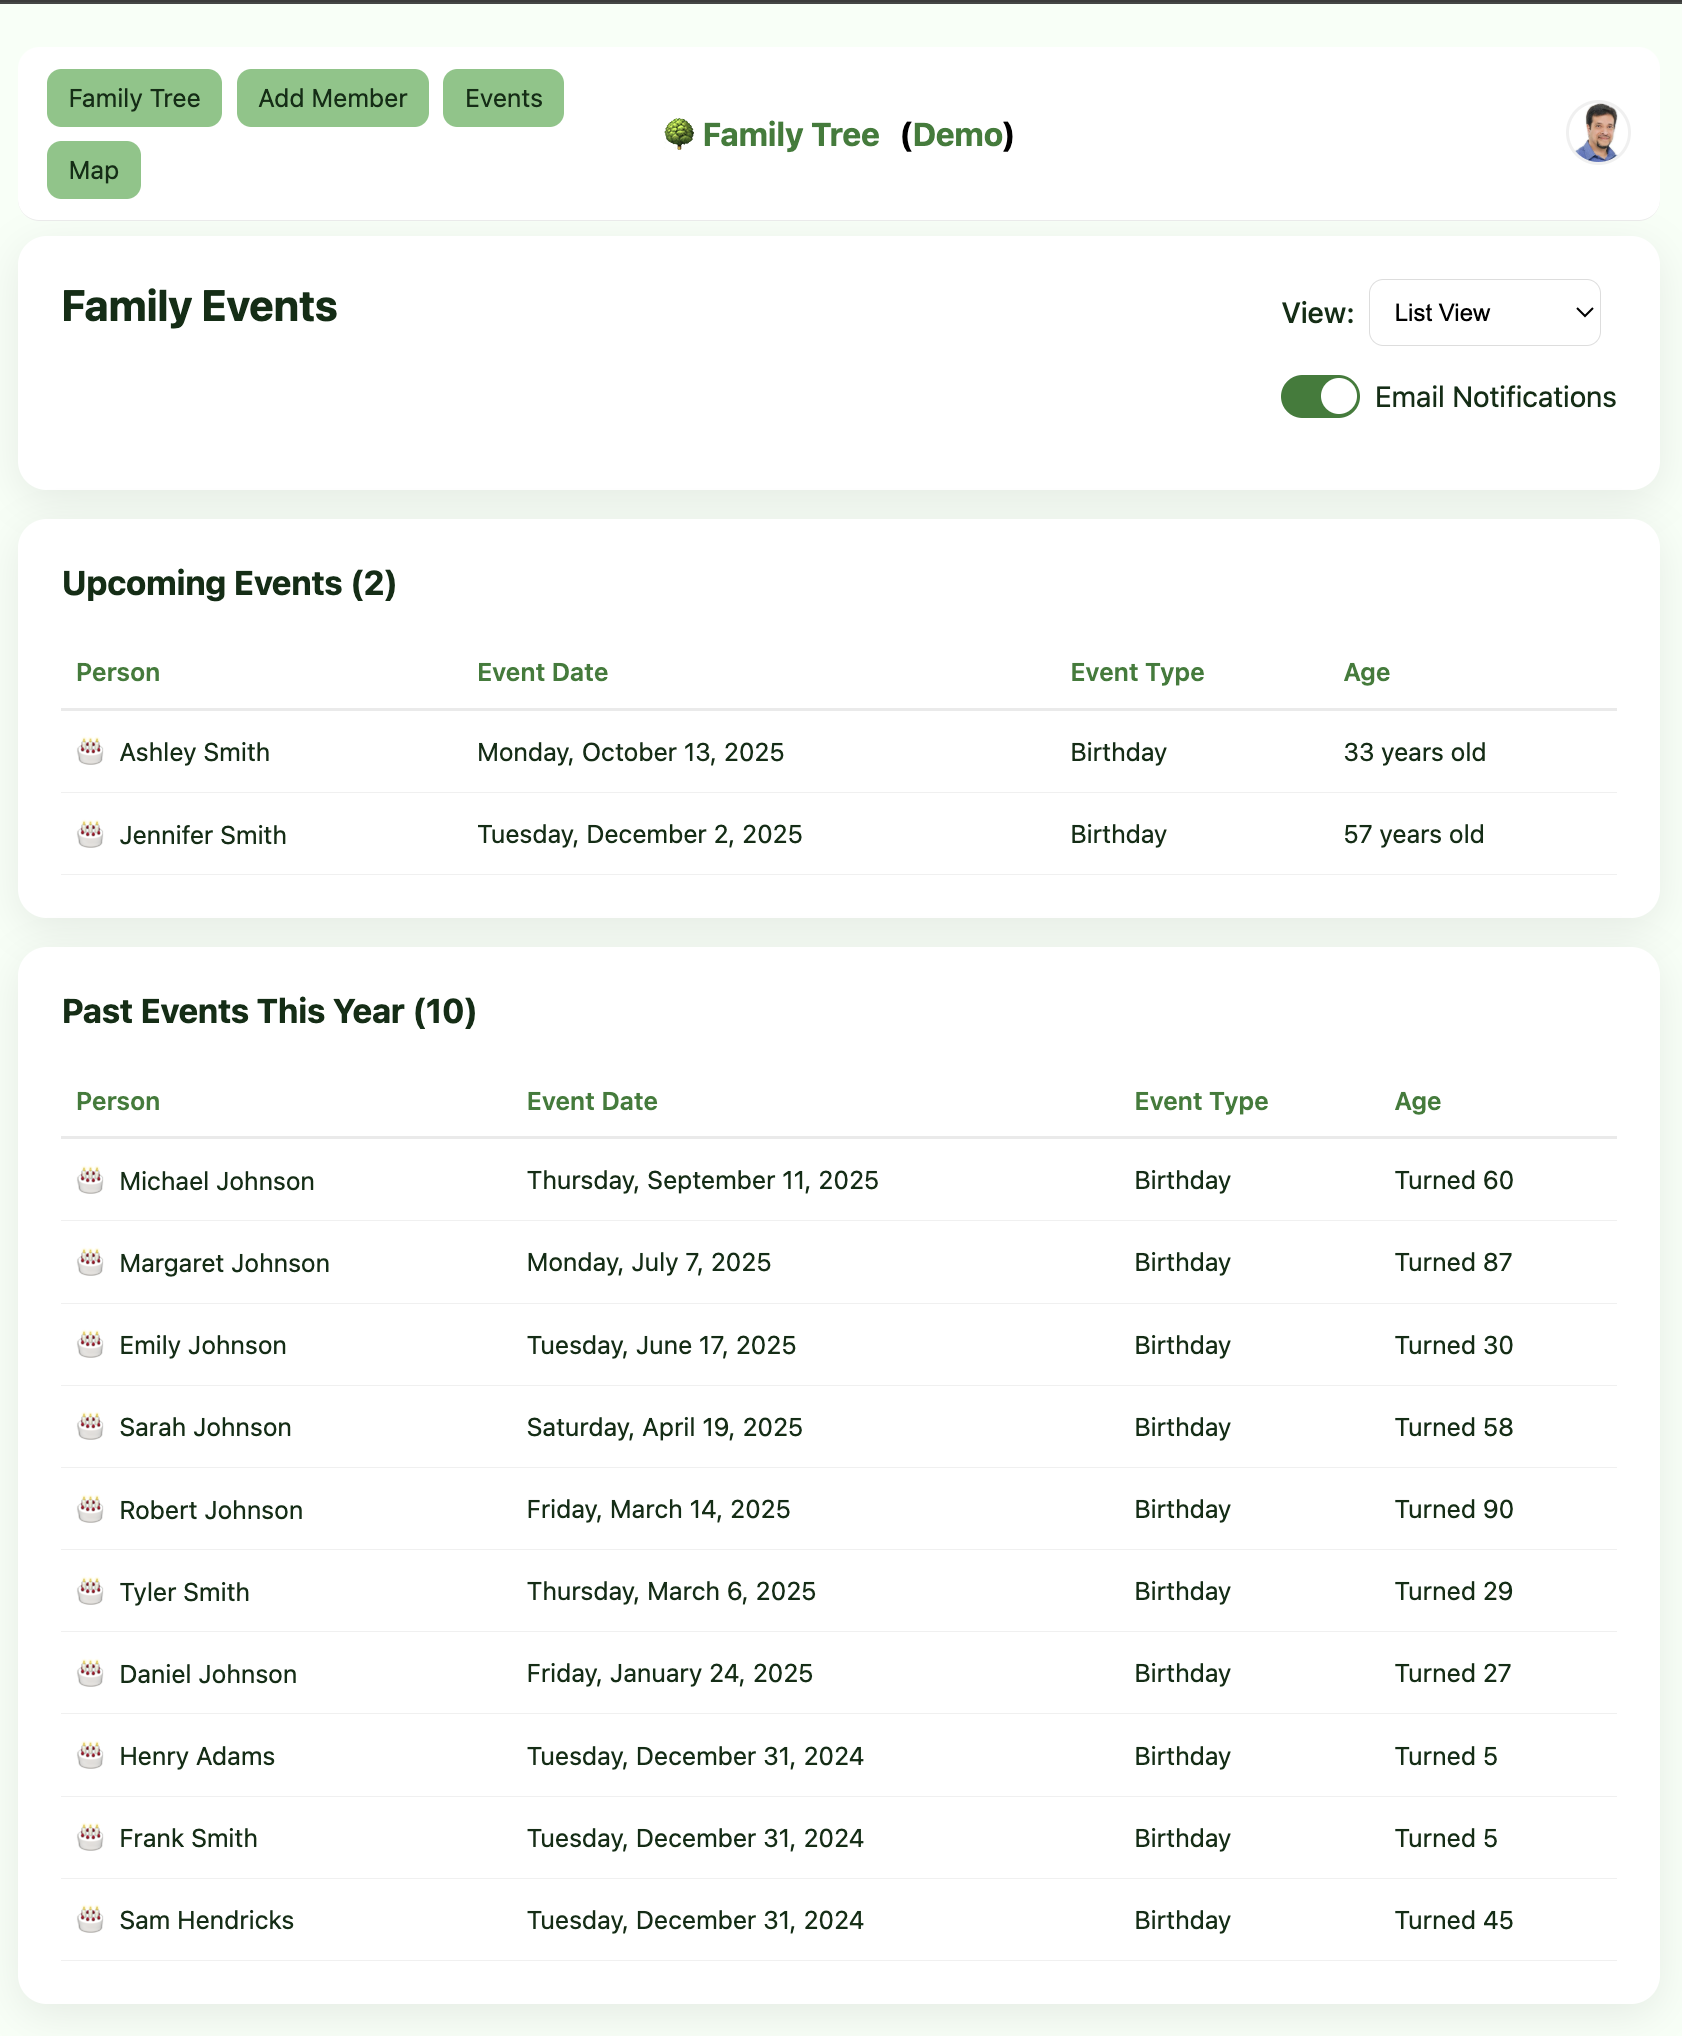 Family Tree Add Member Events
Map
Family Tree (Demo)
Family Events
View: List View
Email Notifications
Upcoming Events (2)
Person Event Date Event Type Age
Ashley Smith Monday, October 13, 2025 Birthday 33 years old
Jennifer Smith Tuesday, December 2, 2025 Birthday 57 years old
Past Events This Year (10)
Person Event Date Event Type Age
Michael Johnson Thursday, September 11, 2025 Birthday Turned 60
Margaret Johnson Monday, July 7, 2025 Birthday Turned 87
Emily Johnson Tuesday, June 17, 2025 Birthday Turned 30
Sarah Johnson Saturday, April 19, 2025 Birthday Turned 58
Robert Johnson Friday, March 14, 2025 Birthday Turned 90
Tyler Smith Thursday, March 6, 2025 Birthday Turned 29
Daniel Johnson Friday, January 24, 2025 Birthday Turned 27
Henry Adams Tuesday, December 31, 2024 Birthday Turned 5
Frank Smith Tuesday, December 31, 2024 Birthday Turned 5
Sam Hendricks Tuesday, December 31, 2024 Birthday Turned 45